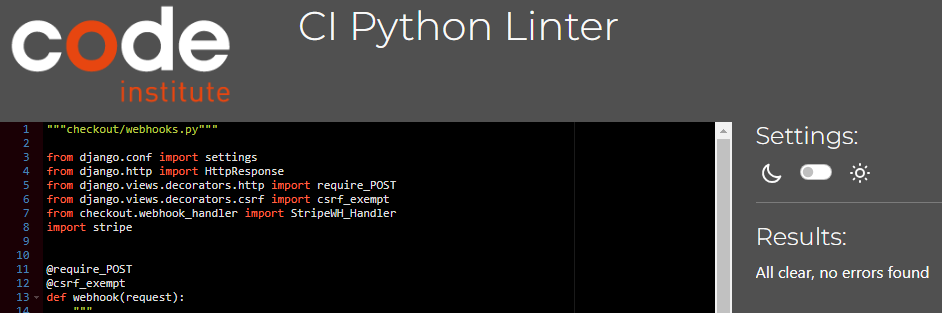 code
institute
CI Python Linter
1 """checkout/webhooks.py"""
2
3 from django.conf import settings
4 from django.http import HttpResponse
5 from django.views.decorators.http import require_POST
6 from django.views.decorators.csrf import csrf_exempt
7 from checkout.webhook_handler import StripeWH_Handler
8 import stripe
9
10
11 @require_POST
12 @csrf_exempt
13 def webhook(request):
14 """
Settings:
Results:
All clear, no errors found